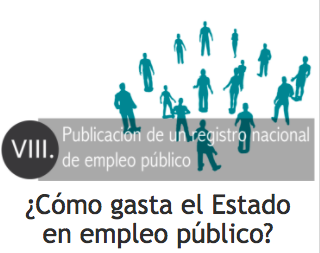 VIII.
Publicación de un registro nacional
de empleo público
¿Cómo gasta el Estado
en empleo público?